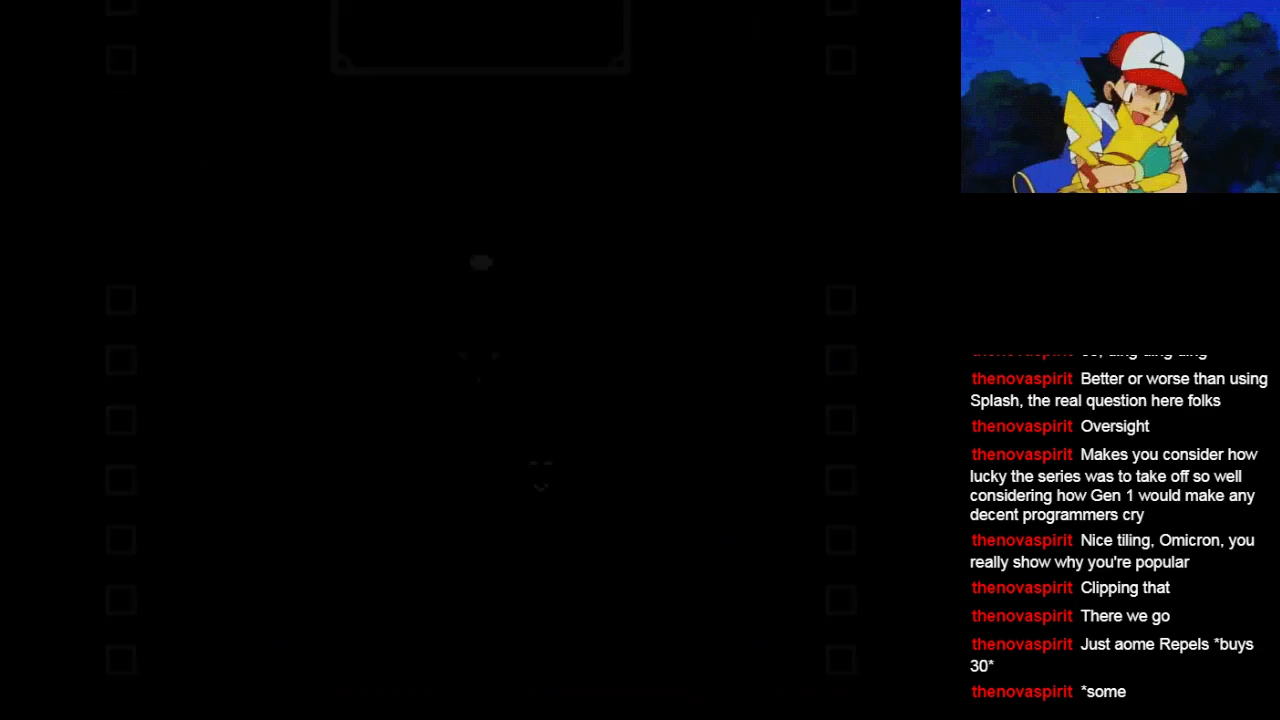 thenovaspirit Better or worse than using
Splash, the real question here folks
thenovaspirit Oversight
thenovaspirit Makes you consider how
lucky the series was to take off so well
considering how Gen 1 would make any
decent programmers cry
thenovaspirit Nice tiling, Omicron, you
really show why you're popular
thenovaspirit Clipping that
thenovaspirit There we go
thenovaspirit Just aome Repels *buys
30*
thenovaspirit *some